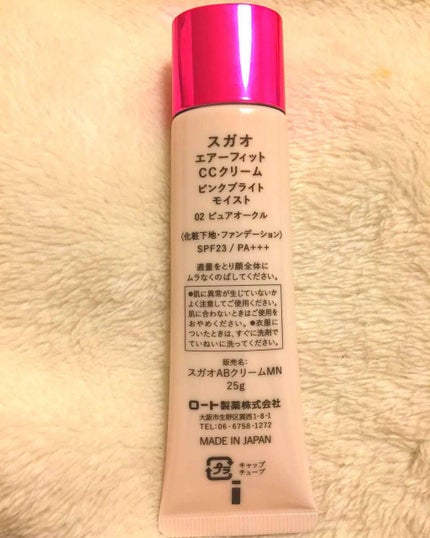 スガオ
エアーフィット
CCクリーム
ピンクブライト
モイスト
02 ピュアオークル
〈化粧下地・ファンデーション〉
SPF23 / PA+++
適量をとり顔全体に
ムラなくのばしてください。
●肌に異常が生じていないか
よく注意してご使用ください。
肌に合わないときはご使用を
おやめください。●衣服に
ついたときは、すぐに洗剤で
ていねいに洗ってください。
販売名:
スガオABクリームMN
25g
ロート製薬株式会社
大阪市生野区巽西1-8-1
TEL:06-6758-1272
MADE IN JAPAN
プラ
キャップ
チューブ